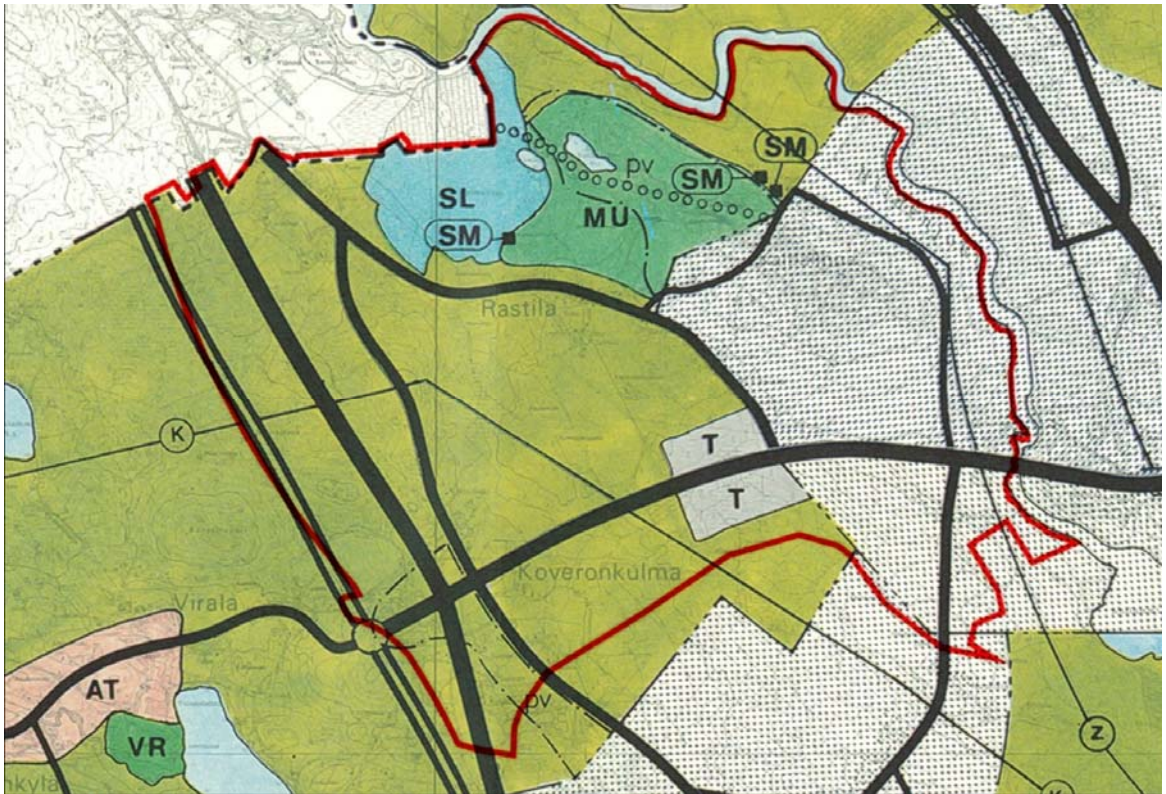 SM
pv
SM
SL
MU
SM
Rastila
K
T
T
Koveronkulma
Virala
pv
AT
VR
Z